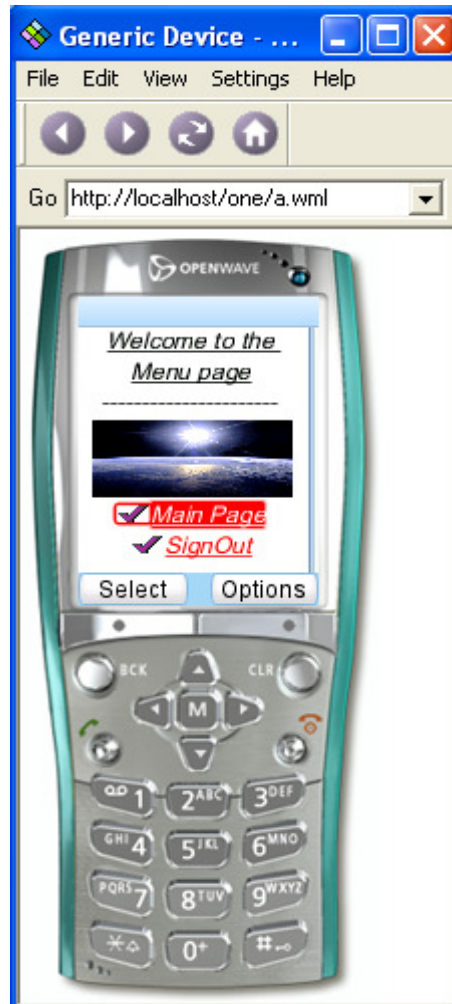 Generic Device - ...
File Edit View Settings Help
Go http://localhost/one/a.wml
OPENWAVE
Welcome to the
Menu page
--------------------
Main Page
SignOut
Select Options
BCK CLR
M
1 2ABC 3DEF
GHI4 5JKL 6MNO
PQRS7 8TUV 9WXYZ
* 0+ #